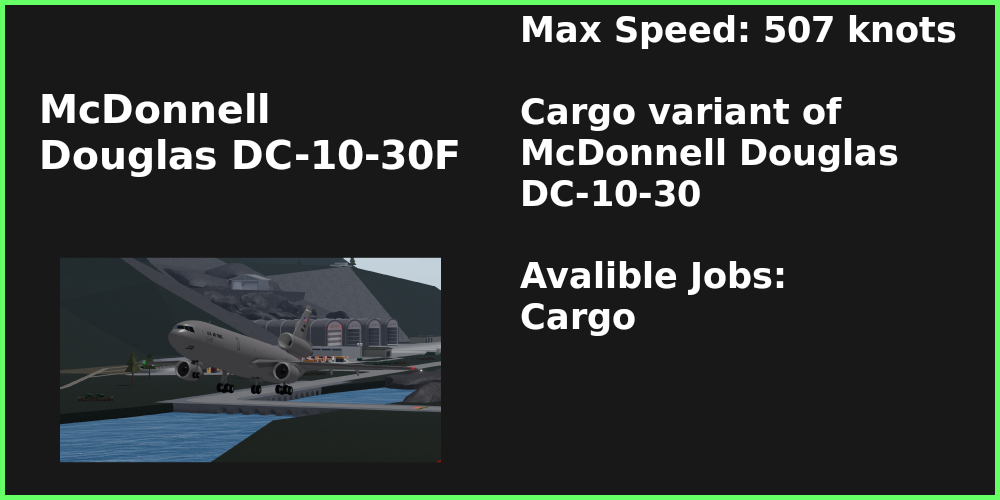 McDonnell
Douglas DC-10-30F
Max Speed: 507 knots
Cargo variant of
McDonnell Douglas
DC-10-30
Avalible Jobs:
Cargo